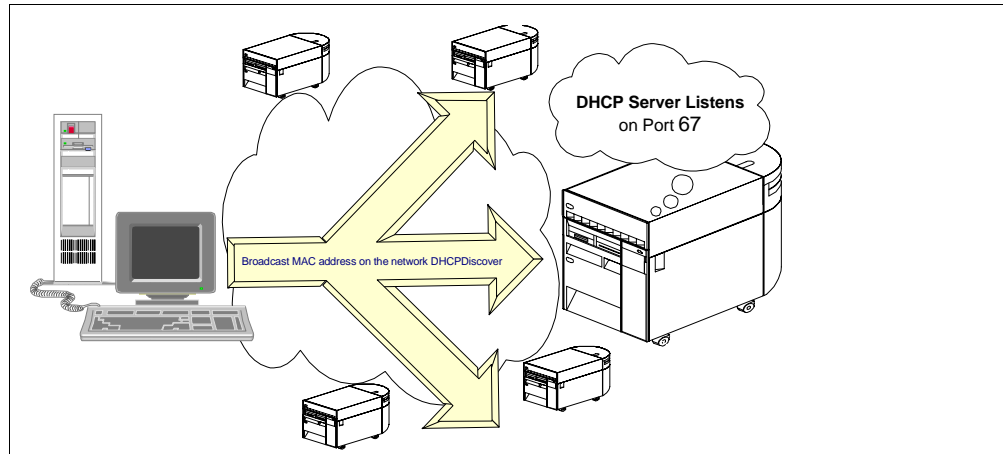 DHCP Server Listens
on Port 67
Broadcast MAC address on the network DHCPDiscover